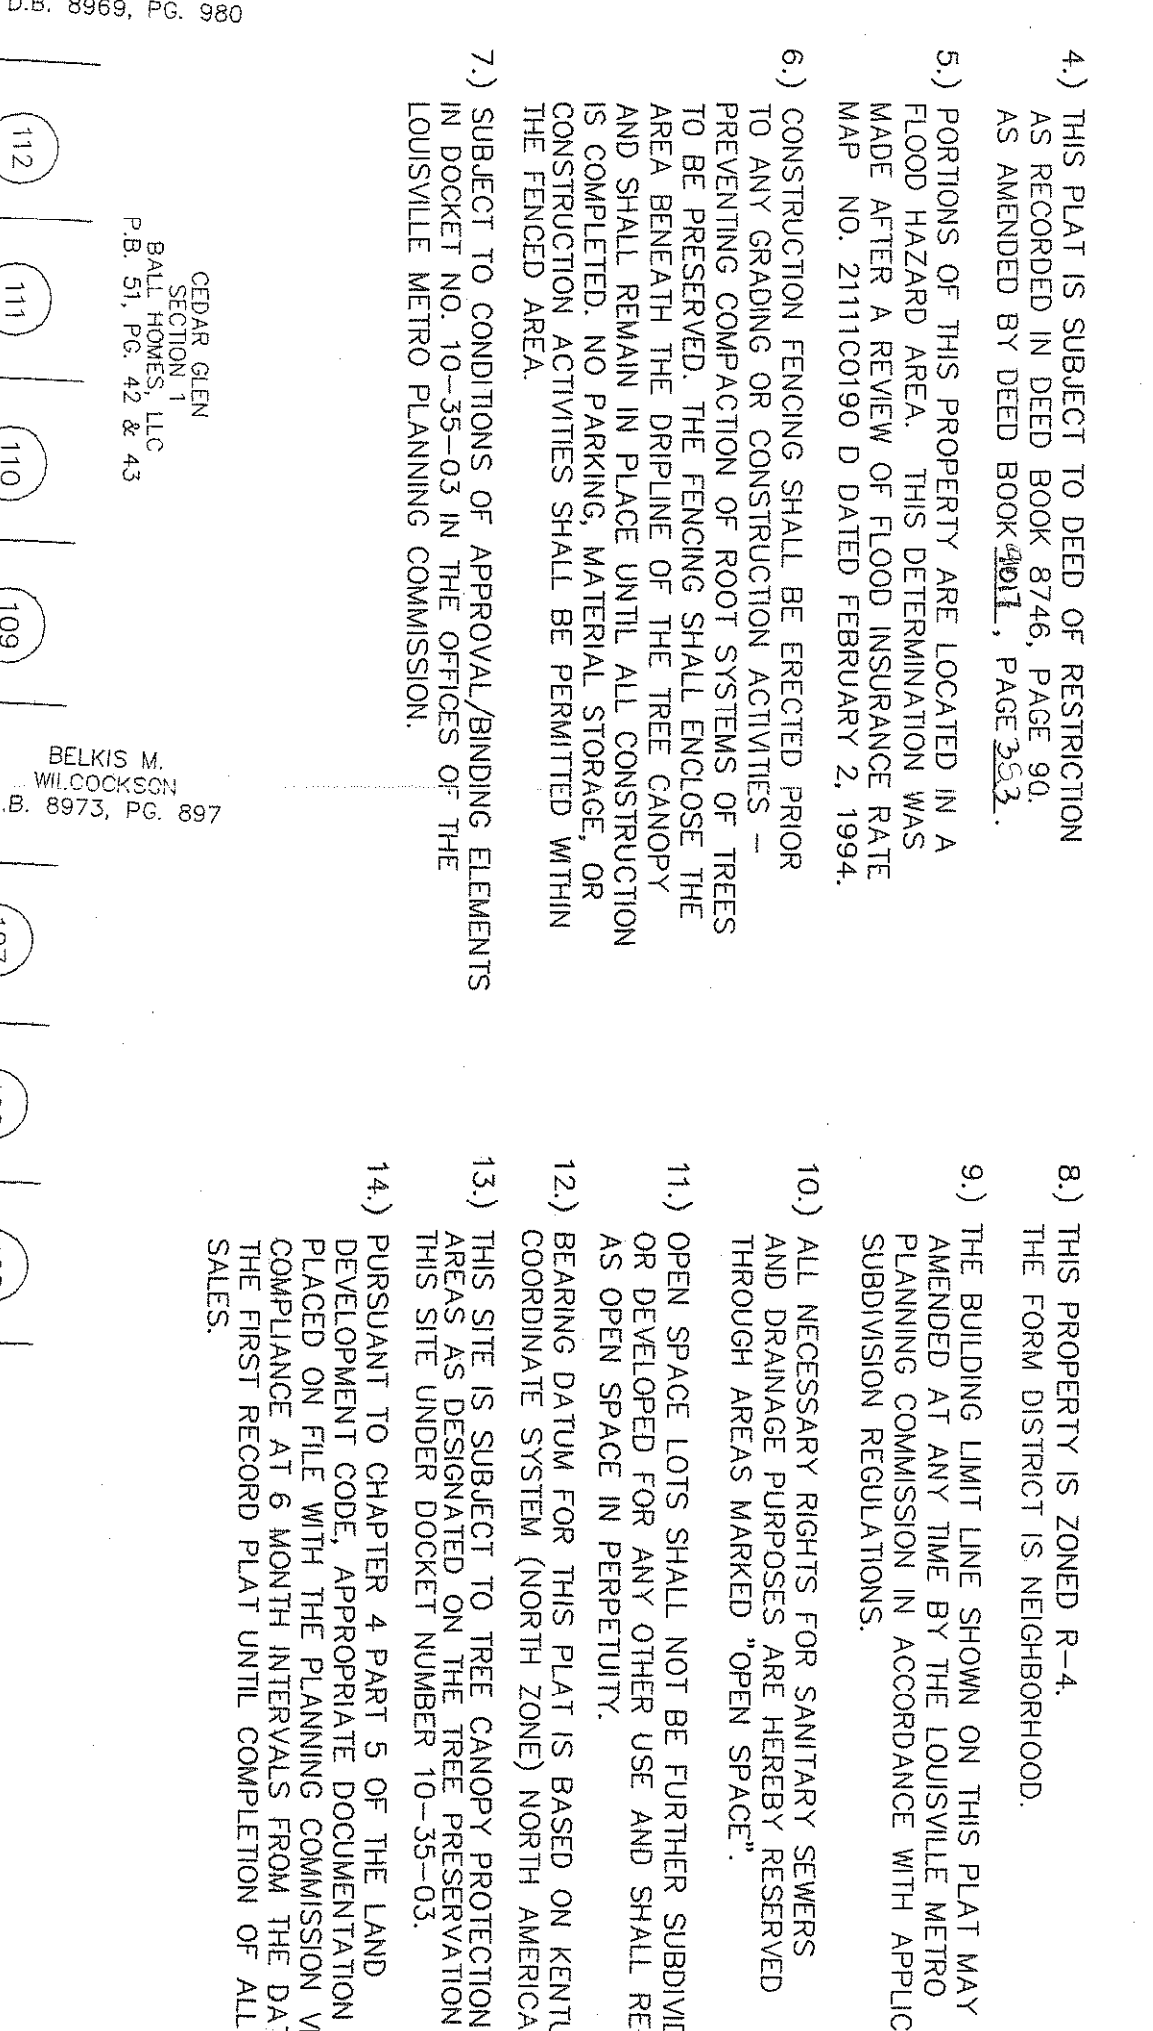 D.B. 8969, PG. 980
4.) THIS PLAT IS SUBJECT TO DEED OF RESTRICTION
AS RECORDED IN DEED BOOK 8746, PAGE 90.
AS AMENDED BY DEED BOOK , PAGE 353.
5.) PORTIONS OF THIS PROPERTY ARE LOCATED IN A
FLOOD HAZARD AREA. THIS DETERMINATION WAS
MADE AFTER A REVIEW OF FLOOD INSURANCE RATE
MAP NO. 21111C0190 D DATED FEBRUARY 2, 1994.
6.) CONSTRUCTION FENCING SHALL BE ERECTED PRIOR
TO ANY GRADING OR CONSTRUCTION ACTIVITIES –
PREVENTING COMPACTION OF ROOT SYSTEMS OF TREES
TO BE PRESERVED. THE FENCING SHALL ENCLOSE THE
AREA BENEATH THE DRIPLINE OF THE TREE CANOPY
AND SHALL REMAIN IN PLACE UNTIL ALL CONSTRUCTION
IS COMPLETED. NO PARKING, MATERIAL STORAGE, OR
CONSTRUCTION ACTIVITIES SHALL BE PERMITTED WITHIN
THE FENCED AREA.
7.) SUBJECT TO CONDITIONS OF APPROVAL/BINDING ELEMENTS
IN DOCKET NO. 10–35–03 IN THE OFFICES OF THE
LOUISVILLE METRO PLANNING COMMISSION.
8.) THIS PROPERTY IS ZONED R–4.
THE FORM DISTRICT IS NEIGHBORHOOD.
9.) THE BUILDING LIMIT LINE SHOWN ON THIS PLAT MAY
AMENDED AT ANY TIME BY THE LOUISVILLE METRO
PLANNING COMMISSION IN ACCORDANCE WITH APPLIC
SUBDIVISION REGULATIONS.
10.) ALL NECESSARY RIGHTS FOR SANITARY SEWERS
AND DRAINAGE PURPOSES ARE HEREBY RESERVED
THROUGH AREAS MARKED "OPEN SPACE".
11.) OPEN SPACE LOTS SHALL NOT BE FURTHER SUBDIVID
OR DEVELOPED FOR ANY OTHER USE AND SHALL RE
AS OPEN SPACE IN PERPETUITY.
12.) BEARING DATUM FOR THIS PLAT IS BASED ON KENTU
COORDINATE SYSTEM (NORTH ZONE) NORTH AMERICA
13.) THIS SITE IS SUBJECT TO TREE CANOPY PROTECTION
AREAS AS DESIGNATED ON THE TREE PRESERVATION
THIS SITE UNDER DOCKET NUMBER 10–35–03.
14.) PURSUANT TO CHAPTER 4 PART 5 OF THE LAND
DEVELOPMENT CODE, APPROPRIATE DOCUMENTATION
PLACED ON FILE WITH THE PLANNING COMMISSION
COMPLIANCE AT 6 MONTH INTERVALS FROM THE DA
THE FIRST RECORD PLAT UNTIL COMPLETION OF ALL
SALES.
CEDAR GLEN
SECTION 1
BALL HOMES, LLC
P.B. 51, PG. 42 & 43
BELKIS M.
WILCOCKSON
.B. 8973, PG. 897
112
111
110
109